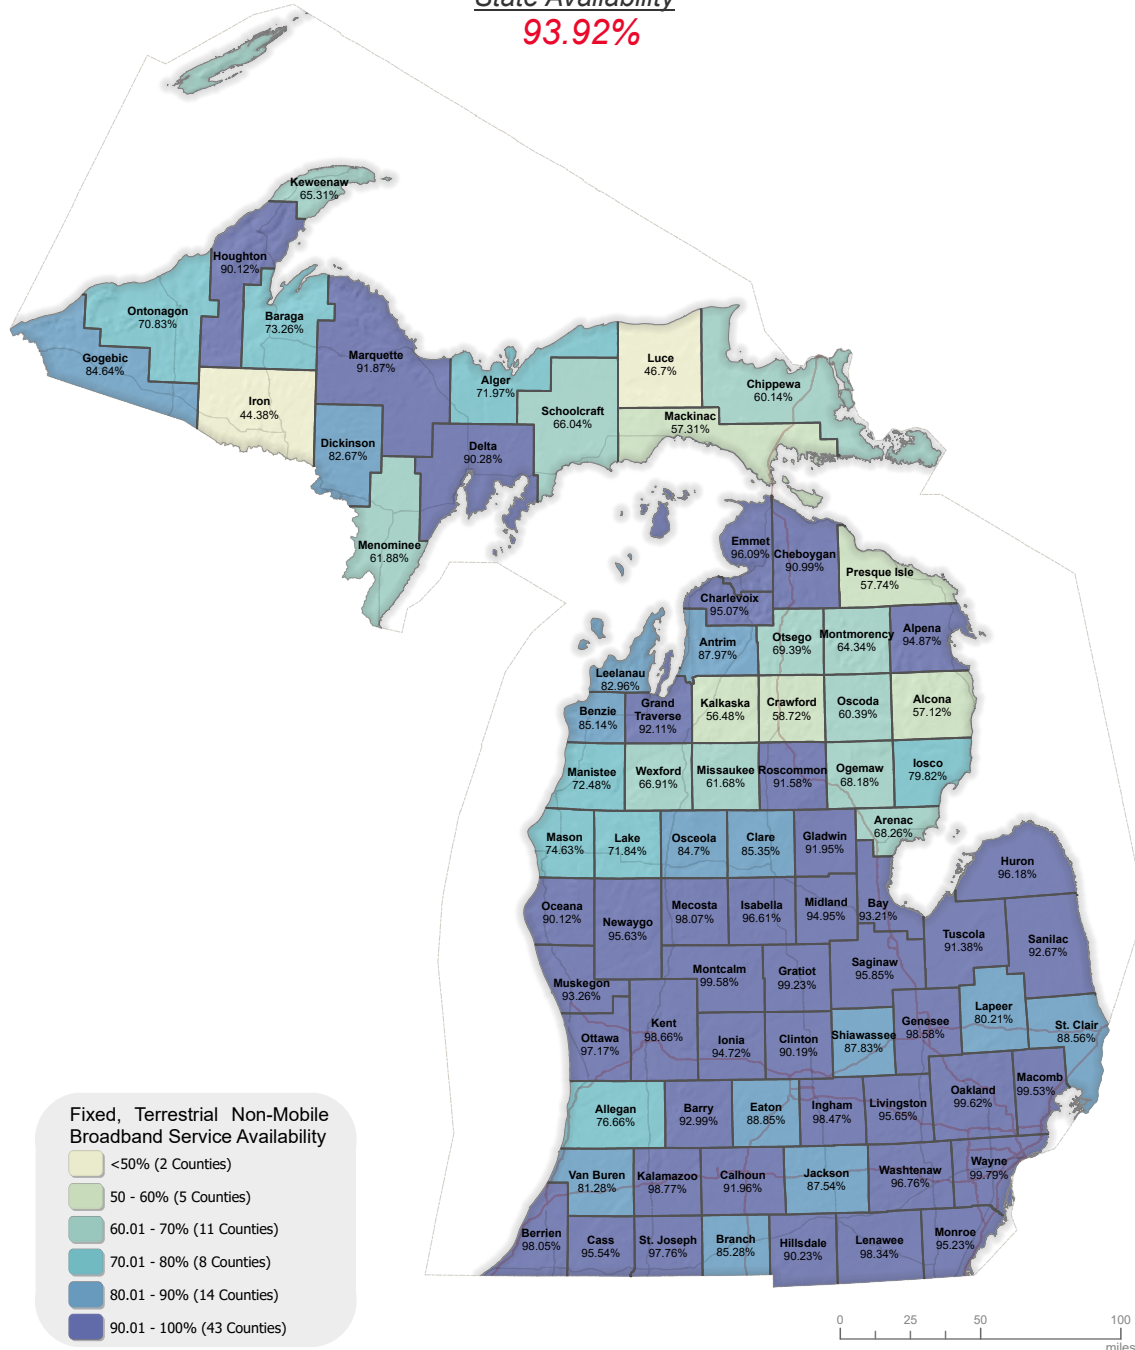 State Availability
93.92%
Keweenaw
65.31%
Houghton
90.12%
Ontonagon
70.83%
Baraga
73.26%
Gogebic
84.64%
Marquette
91.87%
Iron
44.38%
Alger
71.97%
Luce
46.7%
Chippewa
60.14%
Schoolcraft
66.04%
Mackinac
57.31%
Dickinson
82.67%
Delta
90.28%
Menominee
61.88%
Emmet
96.09%
Cheboygan
90.99%
Presque Isle
57.74%
Charlevoix
95.07%
Antrim
87.97%
Otsego
69.39%
Montmorency
64.34%
Alpena
94.87%
Leelanau
82.96%
Benzie
85.14%
Grand
Traverse
92.11%
Kalkaska
56.48%
Crawford
58.72%
Oscoda
60.39%
Alcona
57.12%
Manistee
72.48%
Wexford
66.91%
Missaukee
61.68%
Roscommon
91.58%
Ogemaw
68.18%
Iosco
79.82%
Mason
74.63%
Lake
71.84%
Osceola
84.7%
Clare
85.35%
Gladwin
91.95%
Arenac
68.26%
Huron
96.18%
Oceana
90.12%
Newaygo
95.63%
Mecosta
98.07%
Isabella
96.61%
Midland
94.95%
Bay
93.21%
Tuscola
91.38%
Sanilac
92.67%
Muskegon
93.26%
Montcalm
99.58%
Gratiot
99.23%
Saginaw
95.85%
Ottawa
97.17%
Kent
98.66%
Ionia
94.72%
Clinton
90.19%
Shiawassee
87.83%
Genesee
98.58%
Lapeer
80.21%
St. Clair
88.56%
Allegan
76.66%
Barry
92.99%
Eaton
88.85%
Ingham
98.47%
Livingston
95.65%
Oakland
99.62%
Macomb
99.53%
Van Buren
81.28%
Kalamazoo
98.77%
Calhoun
91.96%
Jackson
87.54%
Washtenaw
96.76%
Wayne
99.79%
Berrien
98.05%
Cass
95.54%
St. Joseph
97.76%
Branch
85.28%
Hillsdale
90.23%
Lenawee
98.34%
Monroe
95.23%
Fixed, Terrestrial Non-Mobile
Broadband Service Availability
<50% (2 Counties)
50 - 60% (5 Counties)
60.01 - 70% (11 Counties)
70.01 - 80% (8 Counties)
80.01 - 90% (14 Counties)
90.01 - 100% (43 Counties)
0 25 50 100
miles